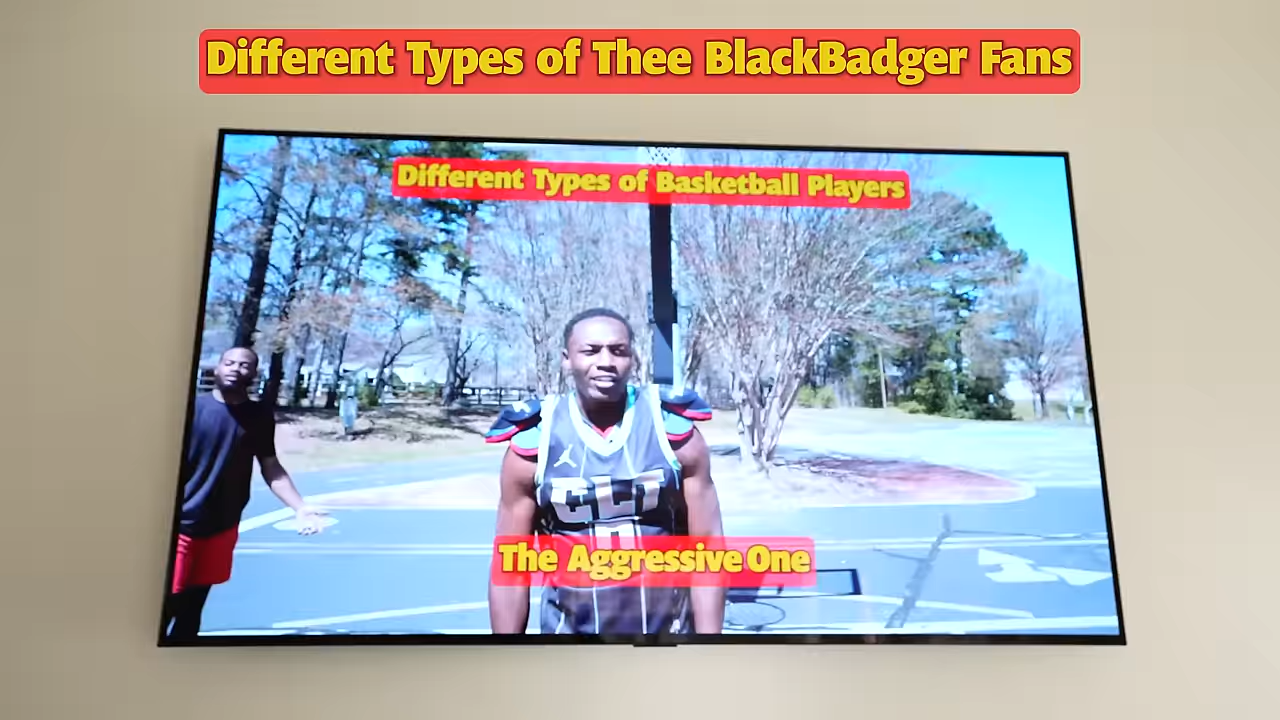 Different Types of Thee BlackBadger Fans
Different Types of Basketball Players
CLT
The Aggressive One